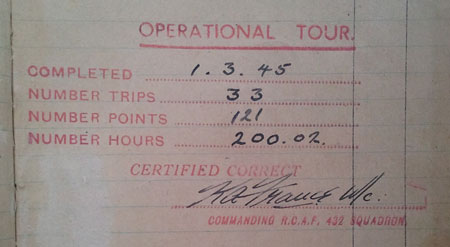 OPERATIONAL TOUR.
COMPLETED 1.3.45
NUMBER TRIPS 33
NUMBER POINTS 121
NUMBER HOURS 200.02.
CERTIFIED CORRECT
COMMANDING R.C.A.F. 432 SQUADRON